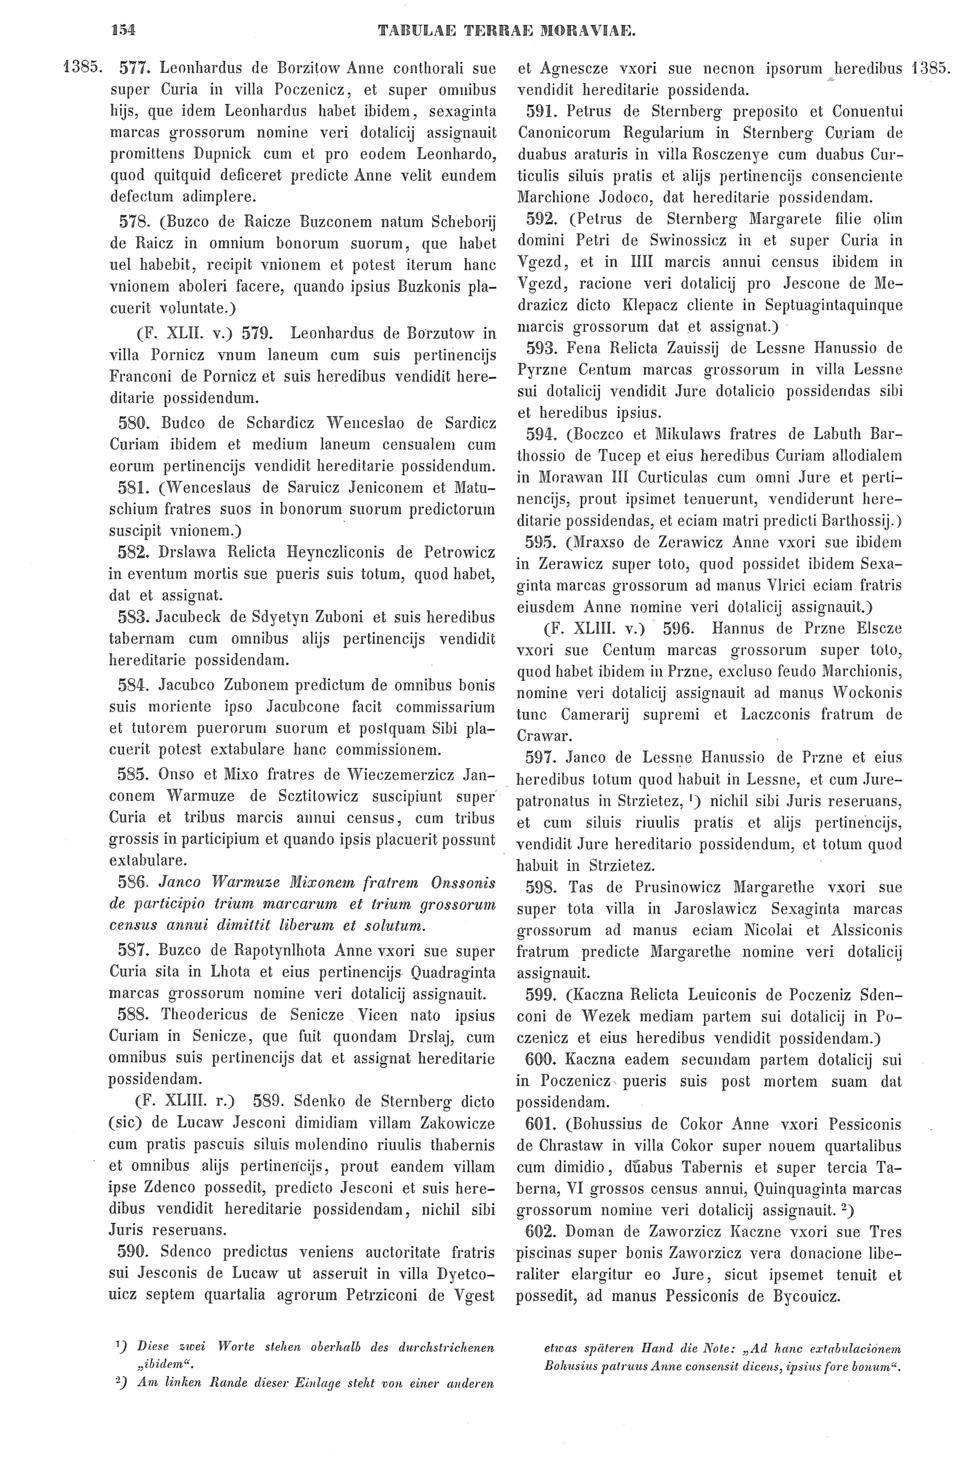 154 TABULAE TERRAE MORAVIAE.
1385. 577. Leonhardus de Borzitow Anne conthorali sue
super Curia in villa Poczenicz, et super omnibus
hijs, que idem Leonhardus habet ibidem, sexaginta
marcas grossorum nomine veri dotalicij assignauit
promittens Dupnick cum et pro eodem Leonhardo,
quod quitquid deficeret predicte Anne velit eundem
defectum adimplere.
578. (Buzco de Raicze Buzconem natum Scheborij
de Raicz in omnium bonorum suorum, que habet
uel habebit, recipit vnionem et potest iterum hanc
vnionem aboleri facere, quando ipsius Buzkonis pla-
cuerit voluntate.)
(F. XLII. v.) 579. Leonhardus de Borzutow in
villa Pornicz vnum laneum cum suis pertinencijs
Franconi de Pornicz et suis heredibus vendidit here-
ditarie possidendum.
580. Budco de Schardicz Wenceslao de Sardicz
Curiam ibidem et medium laneum censualem cum
eorum pertinencijs vendidit hereditarie possidendum.
581. (Wenceslaus de Saruicz Jeniconem et Matu-
schium fratres suos in bonorum suorum predictorum
suscipit vnionem.)
582. Drslawa Relicta Heynczliconis de Petrowicz
in eventum mortis sue pueris suis totum, quod habet,
dat et assignat.
583. Jacubeck de Sdyetyn Zuboni et suis heredibus
tabernam cum omnibus alijs pertinencijs vendidit
hereditarie possidendam.
584. Jacubco Zubonem predictum de omnibus bonis
suis moriente ipso Jacubcone facit commissarium
et tutorem puerorum suorum et postquam Sibi pla-
cuerit potest extabulare hanc commissionem.
585. Onso et Mixo fratres de Wieczemerzicz Jan-
conem Warmuze de Scztitowicz suscipiunt super
Curia et tribus marcis annui census, cum tribus
grossis in participium et quando ipsis placuerit possunt
extabulare.
586. Janco Warmuze Mixonem fratrem Onssonis
de participio trium marcarum et trium grossorum
census annui dimittit liberum et solutum.
587. Buzco de Rapotynlhota Anne vxori sue super
Curia sita in Lhota et eius pertinencijs Quadraginta
marcas grossorum nomine veri dotalicij assignauit.
588. Theodericus de Senicze Vicen nato ipsius
Curiam in Senicze, que fuit quondam Drslaj, cum
omnibus suis pertinencijs dat et assignat hereditarie
possidendam.
(F. XLIII. r.) 589. Sdenko de Sternberg dicto
(sic) de Lucaw Jesconi dimidiam villam Zakowicze
cum pratis pascuis siluis molendino riuulis thabernis
et omnibus alijs pertinencijs, prout eandem villam
ipse Zdenco possedit, predicto Jesconi et suis here-
dibus vendidit hereditarie possidendam, nichil sibi
Juris reseruans.
590. Sdenco predictus veniens auctoritate fratris
sui Jesconis de Lucaw ut asseruit in villa Dyetco-
uicz septem quartalia agrorum Petrziconi de Vgest
et Agnescze vxori sue necnon ipsorum heredibus 1385.
vendidit hereditarie possidenda.
591. Petrus de Sternberg preposito et Conuentui
Canonicorum Regularium in Sternberg Curiam de
duabus araturis in villa Rosczenye cum duabus Cur-
ticulis siluis pratis et alijs pertinencijs consenciente
Marchione Jodoco, dat hereditarie possidendam.
592. (Petrus de Sternberg Margarete filie olim
domini Petri de Swinossicz in et super Curia in
Vgezd, et in IIII marcis annui census ibidem in
Vgezd, racione veri dotalicij pro Jescone de Me-
drazicz dicto Klepacz cliente in Septuagintaquinque
marcis grossorum dat et assignat.)
593. Fena Relicta Zauissij de Lessne Hanussio de
Pyrzne Centum marcas grossorum in villa Lessne
sui dotalicij vendidit Jure dotalicio possidendas sibi
et heredibus ipsius.
594. (Boczco et Mikulaws fratres de Labuth Bar-
thossio de Tucep et eius heredibus Curiam allodialem
in Morawan III Curticulas cum omni Jure et perti-
nencijs, prout ipsimet tenuerunt, vendiderunt here-
ditarie possidendas, et eciam matri predicti Barthossij.)
595. (Mraxso de Zerawicz Anne vxori sue ibidem
in Zerawicz super toto, quod possidet ibidem Sexa-
ginta marcas grossorum ad manus Vlrici eciam fratris
eiusdem Anne nomine veri dotalicij assignauit.)
(F. XLIII. v.) 596. Hannus de Przne Elscze
vxori sue Centum marcas grossorum super toto,
quod habet ibidem in Przne, excluso feudo Marchionis,
nomine veri dotalicij assignauit ad manus Wockonis
tunc Camerarij supremi et Laczconis fratrum de
Crawar.
597. Janco de Lessne Hanussio de Przne et eius
heredibus totum quod habuit in Lessne, et cum Jure-
patronatus in Strzietez, ¹) nichil sibi Juris reseruans,
et cum siluis riuulis pratis et alijs pertinencijs,
vendidit Jure hereditario possidendum, et totum quod
habuit in Strzietez.
598. Tas de Prusinowicz Margarethe vxori sue
super tota villa in Jaroslawicz Sexaginta marcas
grossorum ad manus eciam Nicolai et Alssiconis
fratrum predicte Margarethe nomine veri dotalicij
assignauit.
599. (Kaczna Relicta Leuiconis de Poczeniz Sden-
coni de Wezek mediam partem sui dotalicij in Po-
czenicz et eius heredibus vendidit possidendam.)
600. Kaczna eadem secundam partem dotalicij sui
in Poczenicz pueris suis post mortem suam dat
possidendam.
601. (Bohussius de Cokor Anne vxori Pessiconis
de Chrastaw in villa Cokor super nouem quartalibus
cum dimidio, duabus Tabernis et super tercia Ta-
berna, VI grossos census annui, Quinquaginta marcas
grossorum nomine veri dotalicij assignauit. ²)
602. Doman de Zaworzicz Kaczne vxori sue Tres
piscinas super bonis Zaworzicz vera donacione libe-
raliter elargitur eo Jure, sicut ipsemet tenuit et
possedit, ad manus Pessiconis de Bycouicz.
¹) Diese zwei Worte stehen oberhalb des durchstrichenen
„ibidem“.
²) Am linken Rande dieser Einlage steht von einer anderen
etwas späteren Hand die Note: „Ad hanc extabulacionem
Bohusius patruus Anne consensit dicens, ipsius fore bonum“.